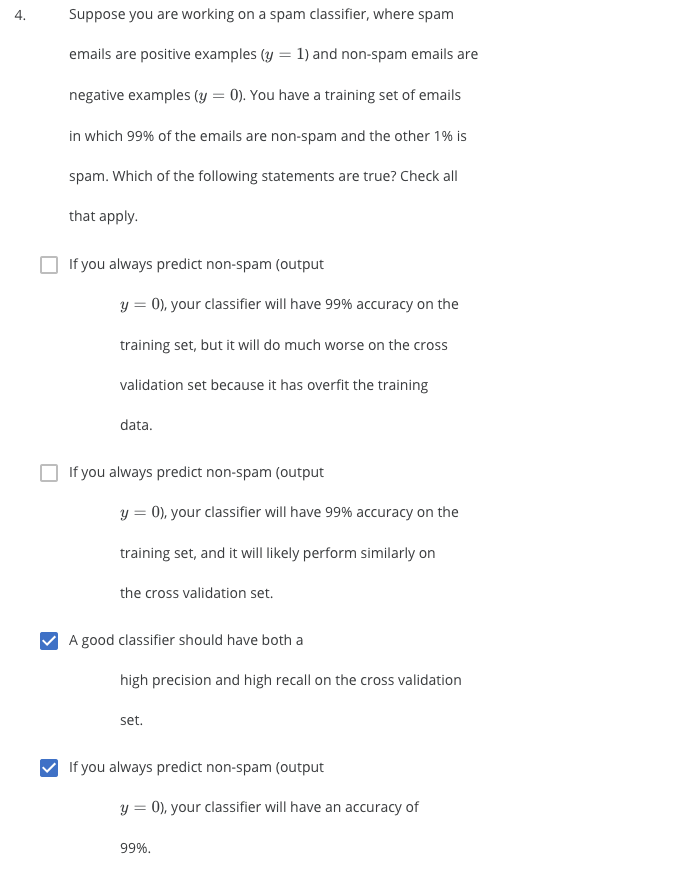 4. Suppose you are working on a spam classifier, where spam
emails are positive examples (y = 1) and non-spam emails are
negative examples (y = 0). You have a training set of emails
in which 99% of the emails are non-spam and the other 1% is
spam. Which of the following statements are true? Check all
that apply.
If you always predict non-spam (output
y = 0), your classifier will have 99% accuracy on the
training set, but it will do much worse on the cross
validation set because it has overfit the training
data.
If you always predict non-spam (output
y = 0), your classifier will have 99% accuracy on the
training set, and it will likely perform similarly on
the cross validation set.
A good classifier should have both a
high precision and high recall on the cross validation
set.
If you always predict non-spam (output
y = 0), your classifier will have an accuracy of
99%.